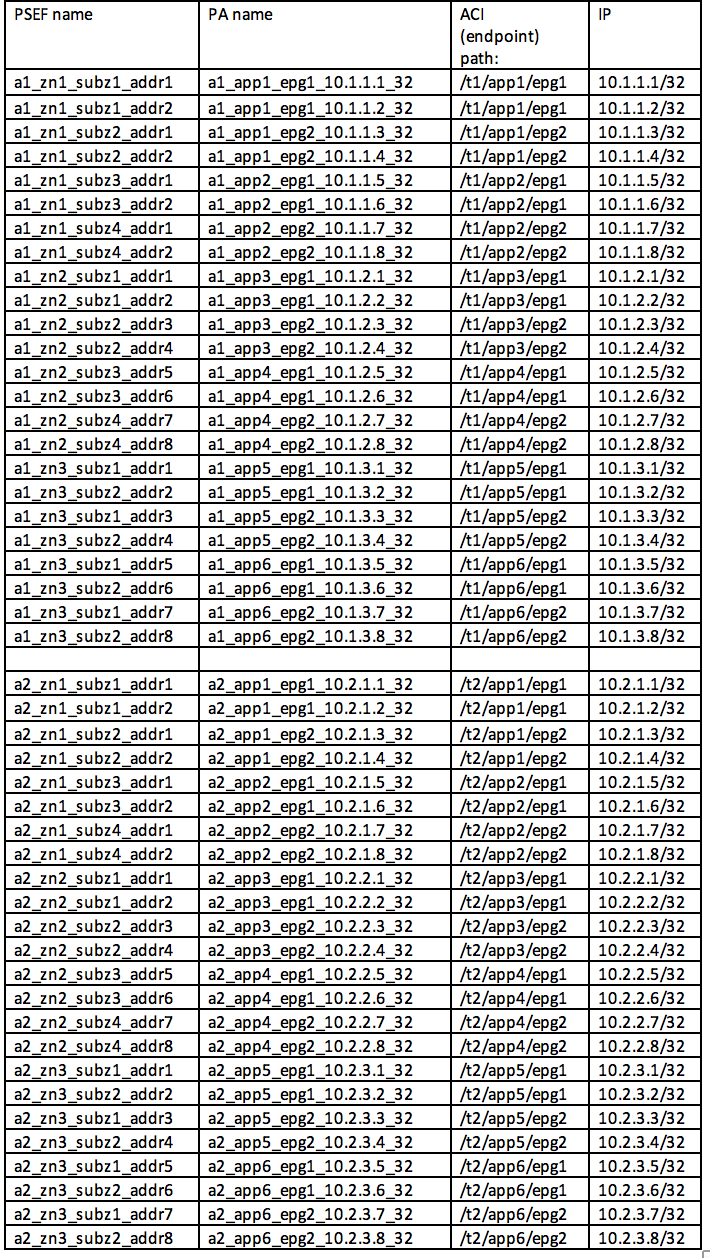 PSEF name PA name ACI IP
(endpoint)
path:
a1_zn1_subz1_addr1 a1_app1_epg1_10.1.1.1_32 /t1/app1/epg1 10.1.1.1/32
a1_zn1_subz1_addr2 a1_app1_epg1_10.1.1.2_32 /t1/app1/epg1 10.1.1.2/32
a1_zn1_subz2_addr1 a1_app1_epg2_10.1.1.3_32 /t1/app1/epg2 10.1.1.3/32
a1_zn1_subz2_addr2 a1_app1_epg2_10.1.1.4_32 /t1/app1/epg2 10.1.1.4/32
a1_zn1_subz3_addr1 a1_app2_epg1_10.1.1.5_32 /t1/app2/epg1 10.1.1.5/32
a1_zn1_subz3_addr2 a1_app2_epg1_10.1.1.6_32 /t1/app2/epg1 10.1.1.6/32
a1_zn1_subz4_addr1 a1_app2_epg2_10.1.1.7_32 /t1/app2/epg2 10.1.1.7/32
a1_zn1_subz4_addr2 a1_app2_epg2_10.1.1.8_32 /t1/app2/epg2 10.1.1.8/32
a1_zn2_subz1_addr1 a1_app3_epg1_10.1.2.1_32 /t1/app3/epg1 10.1.2.1/32
a1_zn2_subz1_addr2 a1_app3_epg1_10.1.2.2_32 /t1/app3/epg1 10.1.2.2/32
a1_zn2_subz2_addr3 a1_app3_epg2_10.1.2.3_32 /t1/app3/epg2 10.1.2.3/32
a1_zn2_subz2_addr4 a1_app3_epg2_10.1.2.4_32 /t1/app3/epg2 10.1.2.4/32
a1_zn2_subz3_addr5 a1_app4_epg1_10.1.2.5_32 /t1/app4/epg1 10.1.2.5/32
a1_zn2_subz3_addr6 a1_app4_epg1_10.1.2.6_32 /t1/app4/epg1 10.1.2.6/32
a1_zn2_subz4_addr7 a1_app4_epg2_10.1.2.7_32 /t1/app4/epg2 10.1.2.7/32
a1_zn2_subz4_addr8 a1_app4_epg2_10.1.2.8_32 /t1/app4/epg2 10.1.2.8/32
a1_zn3_subz1_addr1 a1_app5_epg1_10.1.3.1_32 /t1/app5/epg1 10.1.3.1/32
a1_zn3_subz2_addr2 a1_app5_epg1_10.1.3.2_32 /t1/app5/epg1 10.1.3.2/32
a1_zn3_subz1_addr3 a1_app5_epg2_10.1.3.3_32 /t1/app5/epg2 10.1.3.3/32
a1_zn3_subz2_addr4 a1_app5_epg2_10.1.3.4_32 /t1/app5/epg2 10.1.3.4/32
a1_zn3_subz1_addr5 a1_app6_epg1_10.1.3.5_32 /t1/app6/epg1 10.1.3.5/32
a1_zn3_subz2_addr6 a1_app6_epg1_10.1.3.6_32 /t1/app6/epg1 10.1.3.6/32
a1_zn3_subz1_addr7 a1_app6_epg2_10.1.3.7_32 /t1/app6/epg2 10.1.3.7/32
a1_zn3_subz2_addr8 a1_app6_epg2_10.1.3.8_32 /t1/app6/epg2 10.1.3.8/32
a2_zn1_subz1_addr1 a2_app1_epg1_10.2.1.1_32 /t2/app1/epg1 10.2.1.1/32
a2_zn1_subz1_addr2 a2_app1_epg1_10.2.1.2_32 /t2/app1/epg1 10.2.1.2/32
a2_zn1_subz2_addr1 a2_app1_epg2_10.2.1.3_32 /t2/app1/epg2 10.2.1.3/32
a2_zn1_subz2_addr2 a2_app1_epg2_10.2.1.4_32 /t2/app1/epg2 10.2.1.4/32
a2_zn1_subz3_addr1 a2_app2_epg1_10.2.1.5_32 /t2/app2/epg1 10.2.1.5/32
a2_zn1_subz3_addr2 a2_app2_epg1_10.2.1.6_32 /t2/app2/epg1 10.2.1.6/32
a2_zn1_subz4_addr1 a2_app2_epg2_10.2.1.7_32 /t2/app2/epg2 10.2.1.7/32
a2_zn1_subz4_addr2 a2_app2_epg2_10.2.1.8_32 /t2/app2/epg2 10.2.1.8/32
a2_zn2_subz1_addr1 a2_app3_epg1_10.2.2.1_32 /t2/app3/epg1 10.2.2.1/32
a2_zn2_subz1_addr2 a2_app3_epg1_10.2.2.2_32 /t2/app3/epg1 10.2.2.2/32
a2_zn2_subz2_addr3 a2_app3_epg2_10.2.2.3_32 /t2/app3/epg2 10.2.2.3/32
a2_zn2_subz2_addr4 a2_app3_epg2_10.2.2.4_32 /t2/app3/epg2 10.2.2.4/32
a2_zn2_subz3_addr5 a2_app4_epg1_10.2.2.5_32 /t2/app4/epg1 10.2.2.5/32
a2_zn2_subz3_addr6 a2_app4_epg1_10.2.2.6_32 /t2/app4/epg1 10.2.2.6/32
a2_zn2_subz4_addr7 a2_app4_epg2_10.2.2.7_32 /t2/app4/epg2 10.2.2.7/32
a2_zn2_subz4_addr8 a2_app4_epg2_10.2.2.8_32 /t2/app4/epg2 10.2.2.8/32
a2_zn3_subz1_addr1 a2_app5_epg1_10.2.3.1_32 /t2/app5/epg1 10.2.3.1/32
a2_zn3_subz2_addr2 a2_app5_epg1_10.2.3.2_32 /t2/app5/epg1 10.2.3.2/32
a2_zn3_subz1_addr3 a2_app5_epg2_10.2.3.3_32 /t2/app5/epg2 10.2.3.3/32
a2_zn3_subz2_addr4 a2_app5_epg2_10.2.3.4_32 /t2/app5/epg2 10.2.3.4/32
a2_zn3_subz1_addr5 a2_app6_epg1_10.2.3.5_32 /t2/app6/epg1 10.2.3.5/32
a2_zn3_subz2_addr6 a2_app6_epg1_10.2.3.6_32 /t2/app6/epg1 10.2.3.6/32
a2_zn3_subz1_addr7 a2_app6_epg2_10.2.3.7_32 /t2/app6/epg2 10.2.3.7/32
a2_zn3_subz2_addr8 a2_app6_epg2_10.2.3.8_32 /t2/app6/epg2 10.2.3.8/32